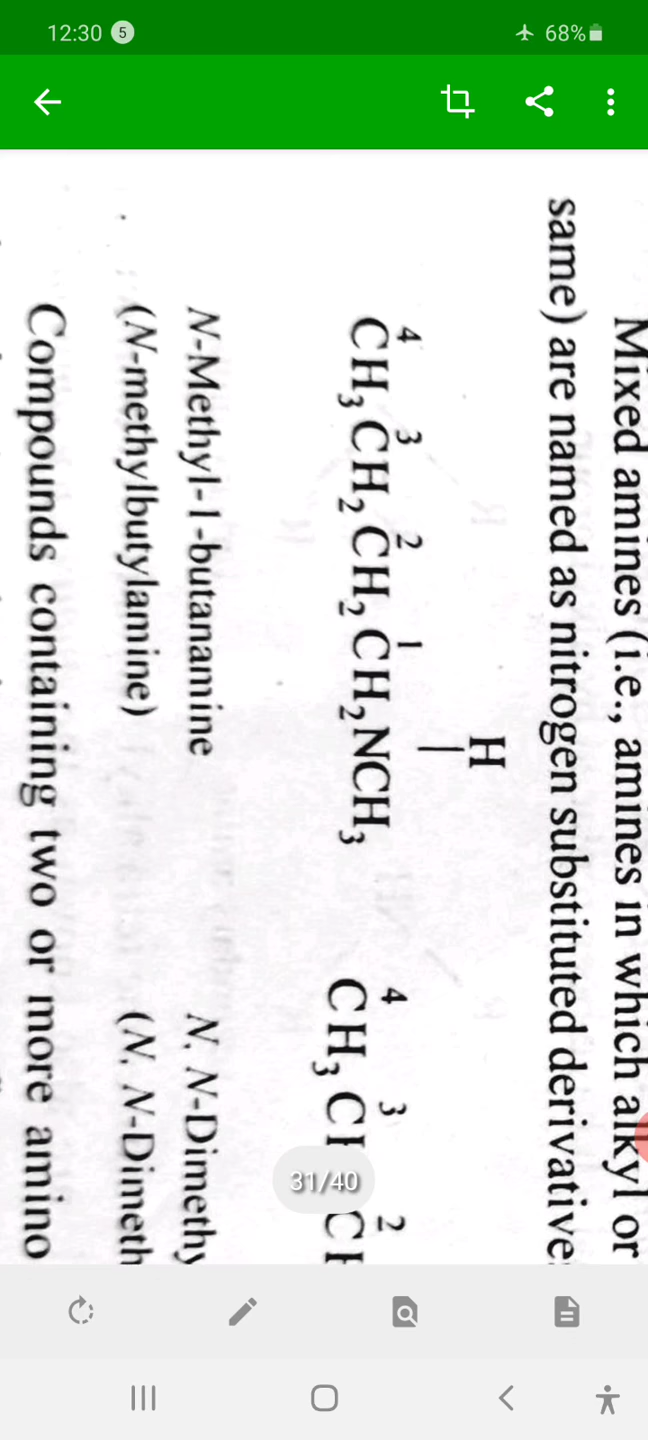 12:30 5 68%
Mixed amines (i.e., amines in which alkyl or
same) are named as nitrogen substituted derivative
H
4 3 2 1 4 3 2
CH₃CH₂CH₂CH₂NCH₃ CH₃
N-Methyl-1-butanamine N, N-Dimethy
(N-methylbutylamine) (N, N-Dimeth
Compounds containing two or more amino
31/40